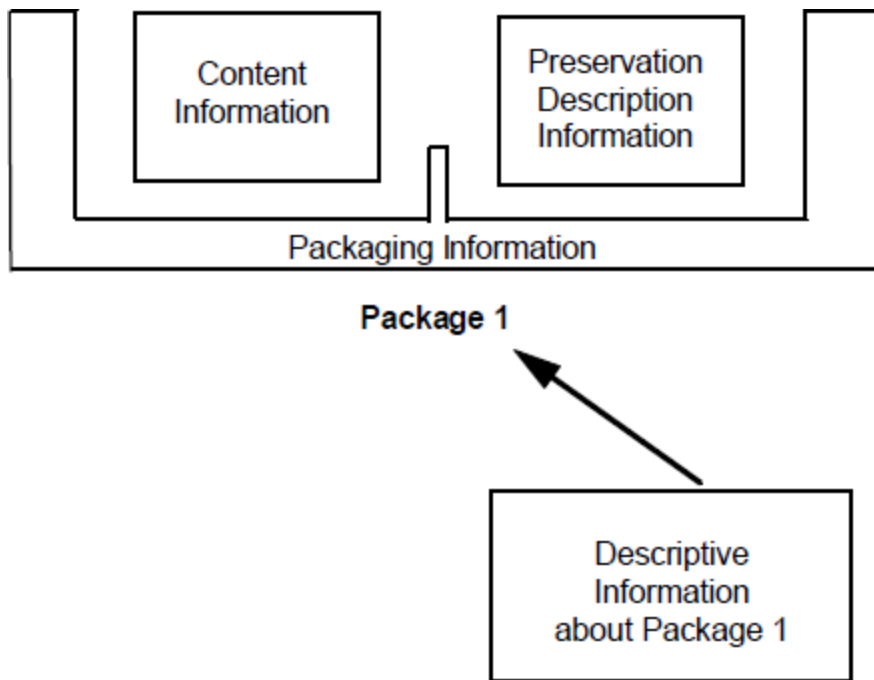 Content
Information
Preservation
Description
Information
Packaging Information
Package 1
Descriptive
Information
about Package 1